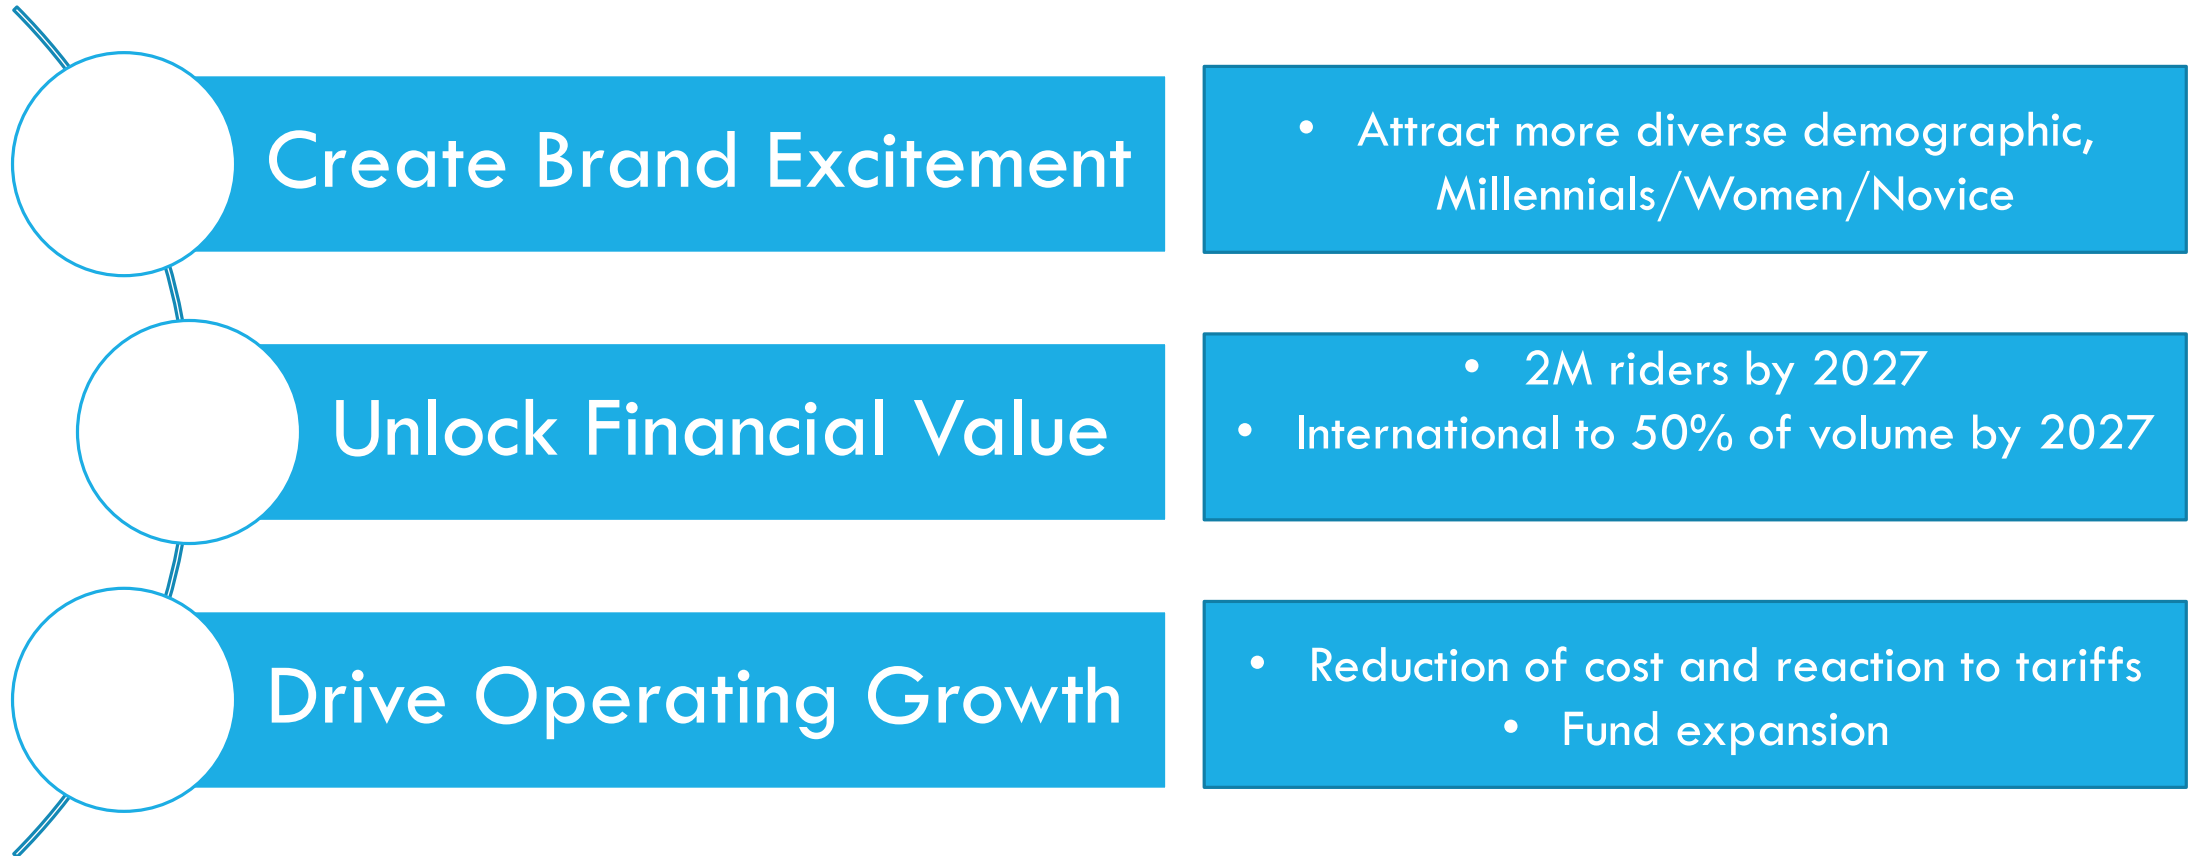 Create Brand Excitement
• Attract more diverse demographic,
Millennials/Women/Novice
Unlock Financial Value
• 2M riders by 2027
• International to 50% of volume by 2027
Drive Operating Growth
• Reduction of cost and reaction to tariffs
• Fund expansion